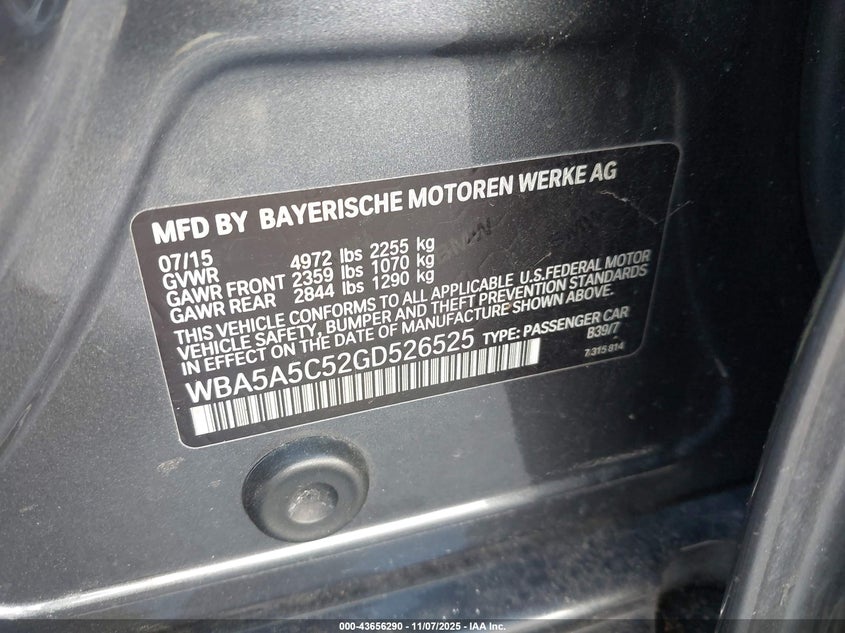 MFD BY BAYERISCHE MOTOREN WERKE AG
07/15
GVWR 4972 lbs 2255 kg
GAWR FRONT 2359 lbs 1070 kg
GAWR REAR 2844 lbs 1290 kg
THIS VEHICLE CONFORMS TO ALL APPLICABLE U.S.FEDERAL MOTOR
VEHICLE SAFETY, BUMPER AND THEFT PREVENTION STANDARDS
IN EFFECT ON THE DATE OF MANUFACTURE SHOWN ABOVE.
WBA5A5C52GD526525 TYPE: PASSENGER CAR
B39/7
7 315 814
BMW
BMW
000-43656290 - 11/07/2025 - © IAA Inc.